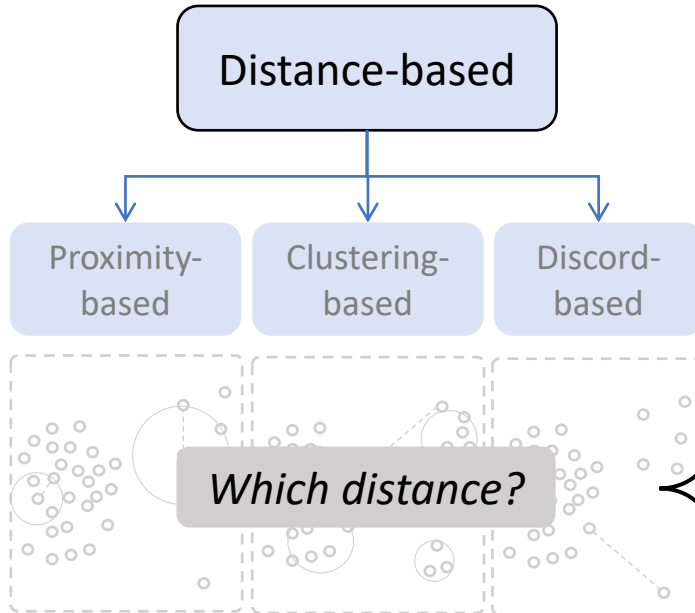 Distance-based
Proximity-
based
Clustering-
based
Discord-
based
Which distance?